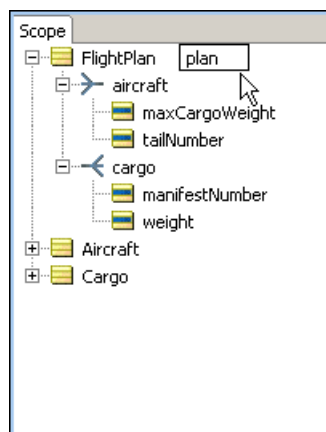 Scope
FlightPlan plan
aircraft
maxCargoWeight
tailNumber
cargo
manifestNumber
weight
Aircraft
Cargo